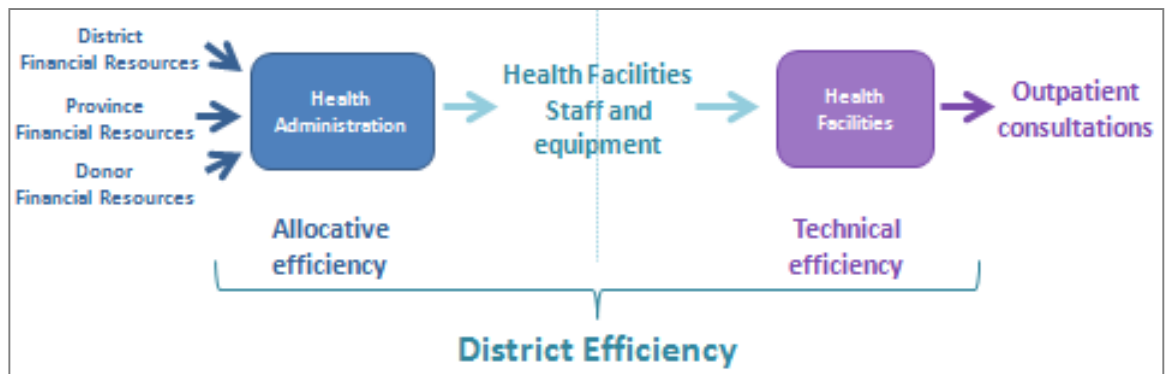 District
Financial Resources
Province
Financial Resources
Donor
Financial Resources
Health
Administration
Health Facilities
Staff and
equipment
Health
Facilities
Outpatient
consultations
Allocative
efficiency
Technical
efficiency
District Efficiency